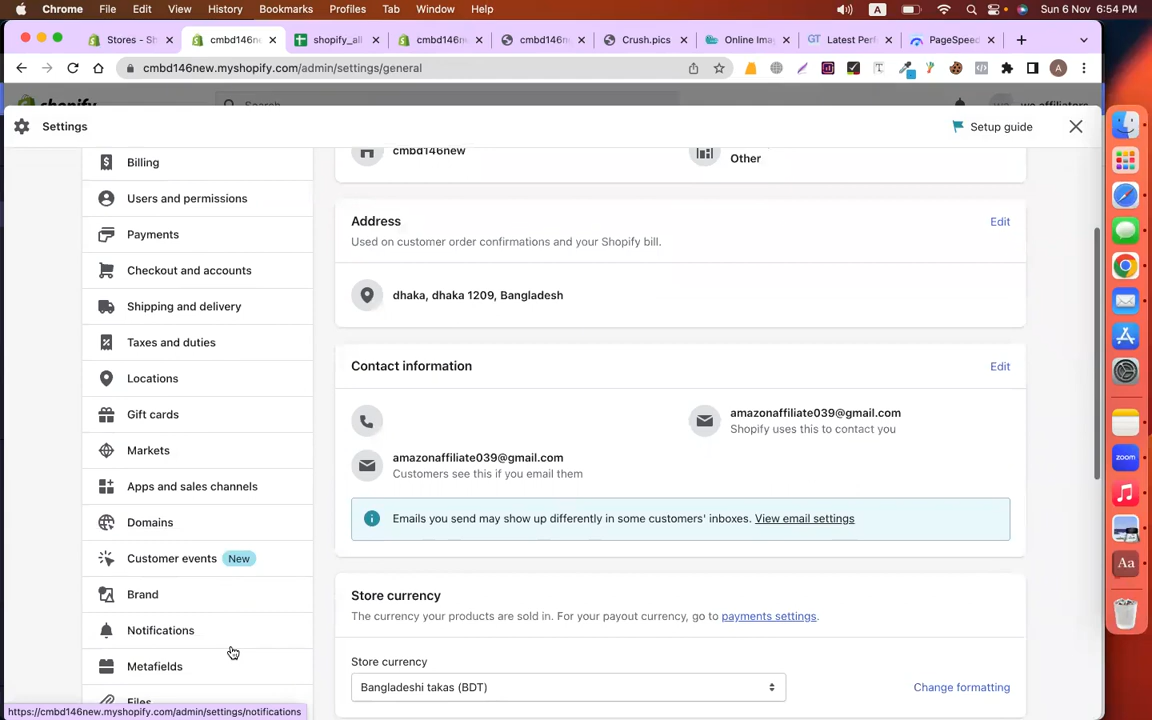 Chrome File Edit View History Bookmarks Profiles Tab Window Help A Sun 6 Nov 6:54 PM
Stores - Sh cmbd146new shopify_all cmbd146ne cmbd146ne Crush.pics Online Ima GT Latest Perf PageSpeed
cmbd146new.myshopify.com/admin/settings/general A
Settings Setup guide
Billing
Users and permissions
Payments
Checkout and accounts
Shipping and delivery
Taxes and duties
Locations
Gift cards
Markets
Apps and sales channels
Domains
Customer events New
Brand
Notifications
Metafields
Files
cmbd146new
Other
Address Edit
Used on customer order confirmations and your Shopify bill.
dhaka, dhaka 1209, Bangladesh
Contact information Edit
amazonaffiliate039@gmail.com
Shopify uses this to contact you
amazonaffiliate039@gmail.com
Customers see this if you email them
Emails you send may show up differently in some customers' inboxes. View email settings
Store currency
The currency your products are sold in. For your payout currency, go to payments settings.
Store currency
Bangladeshi takas (BDT) Change formatting
https://cmbd146new.myshopify.com/admin/settings/notifications
zoom
Aa